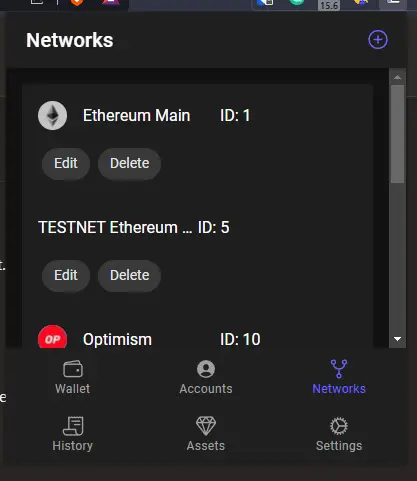 15.6
Networks
Ethereum Main ID: 1
Edit Delete
TESTNET Ethereum ... ID: 5
Edit Delete
t.
OP Optimism ID: 10
Wallet Accounts Networks
e
History Assets Settings